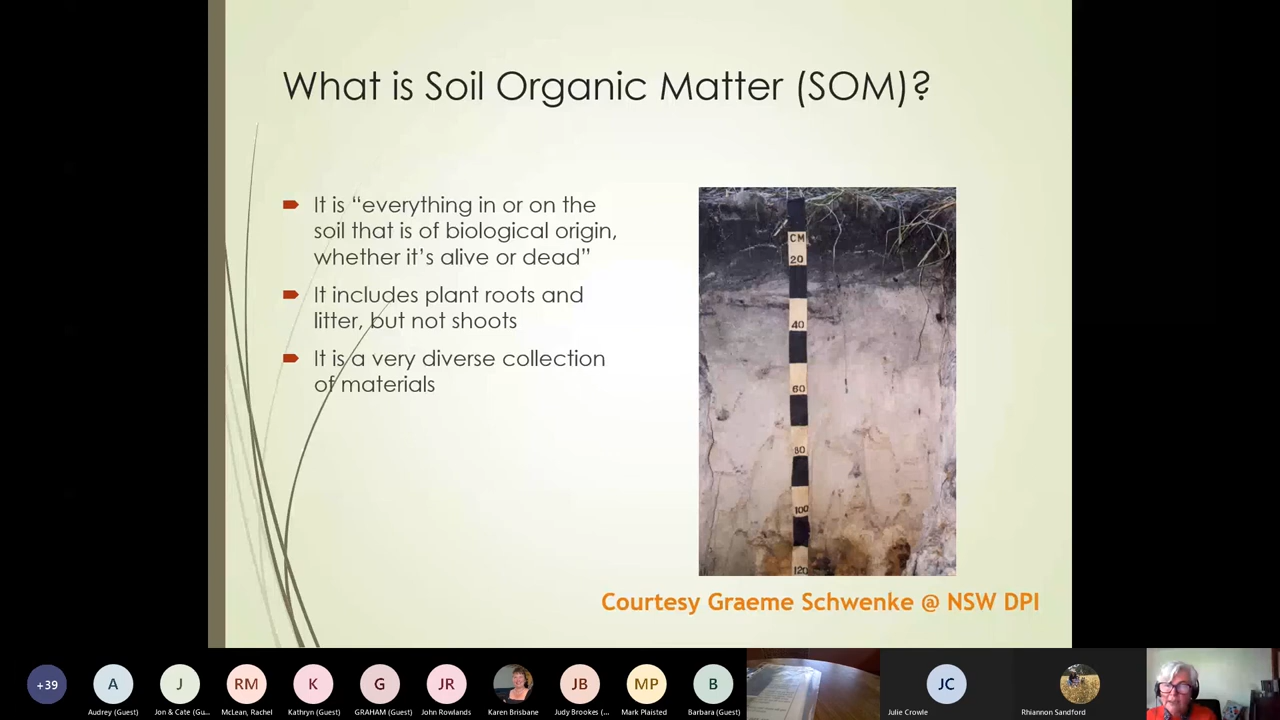 What is Soil Organic Matter (SOM)?
It is “everything in or on the
soil that is of biological origin,
whether it’s alive or dead”
It includes plant roots and
litter, but not shoots
It is a very diverse collection
of materials
CM
20
40
60
80
100
120
Courtesy Graeme Schwenke @ NSW DPI
+39
A
J
RM
K
G
JR
JB
MP
B
JC
Audrey (Guest)
Jon & Cate (Gu...
McLean, Rachel
Kathryn (Guest)
GRAHAM (Guest)
John Rowlands
Karen Brisbane
Judy Brookes (...
Mark Plaisted
Barbara (Guest)
Julie Crowle
Rhiannon Sandford